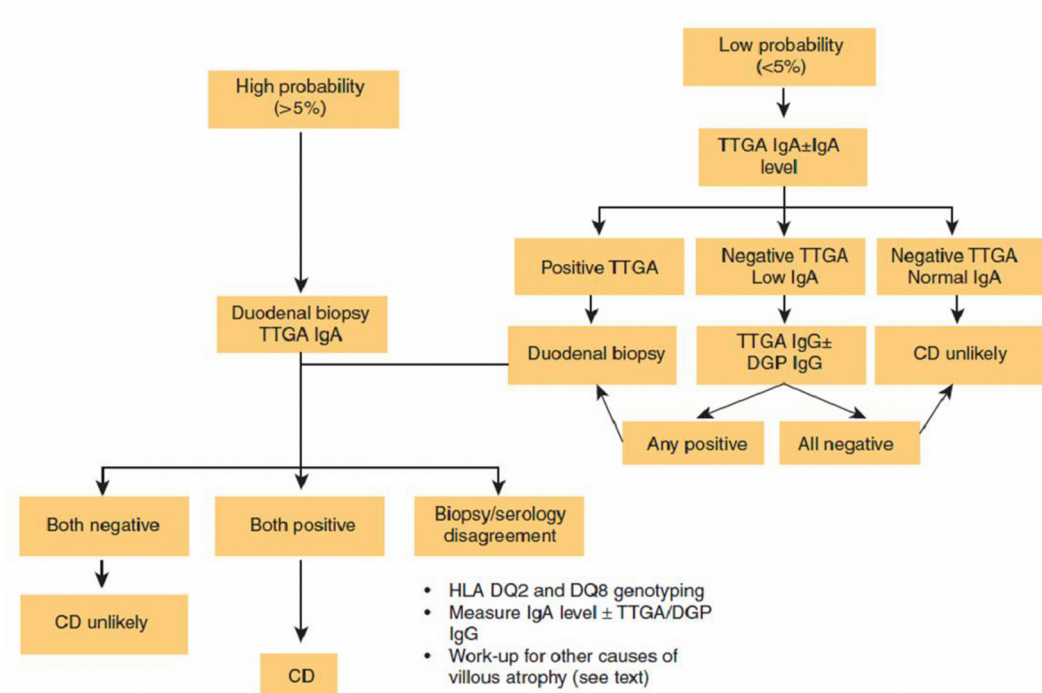 High probability
(>5%)
Low probability
(<5%)
TTGA IgA±IgA
level
Positive TTGA
Negative TTGA
Low IgA
Negative TTGA
Normal IgA
Duodenal biopsy
TTGA IgA
Duodenal biopsy
TTGA IgG±
DGP IgG
CD unlikely
Any positive
All negative
Both negative
Both positive
Biopsy/serology
disagreement
CD unlikely
CD
• HLA DQ2 and DQ8 genotyping
• Measure IgA level ± TTGA/DGP
IgG
• Work-up for other causes of
villous atrophy (see text)